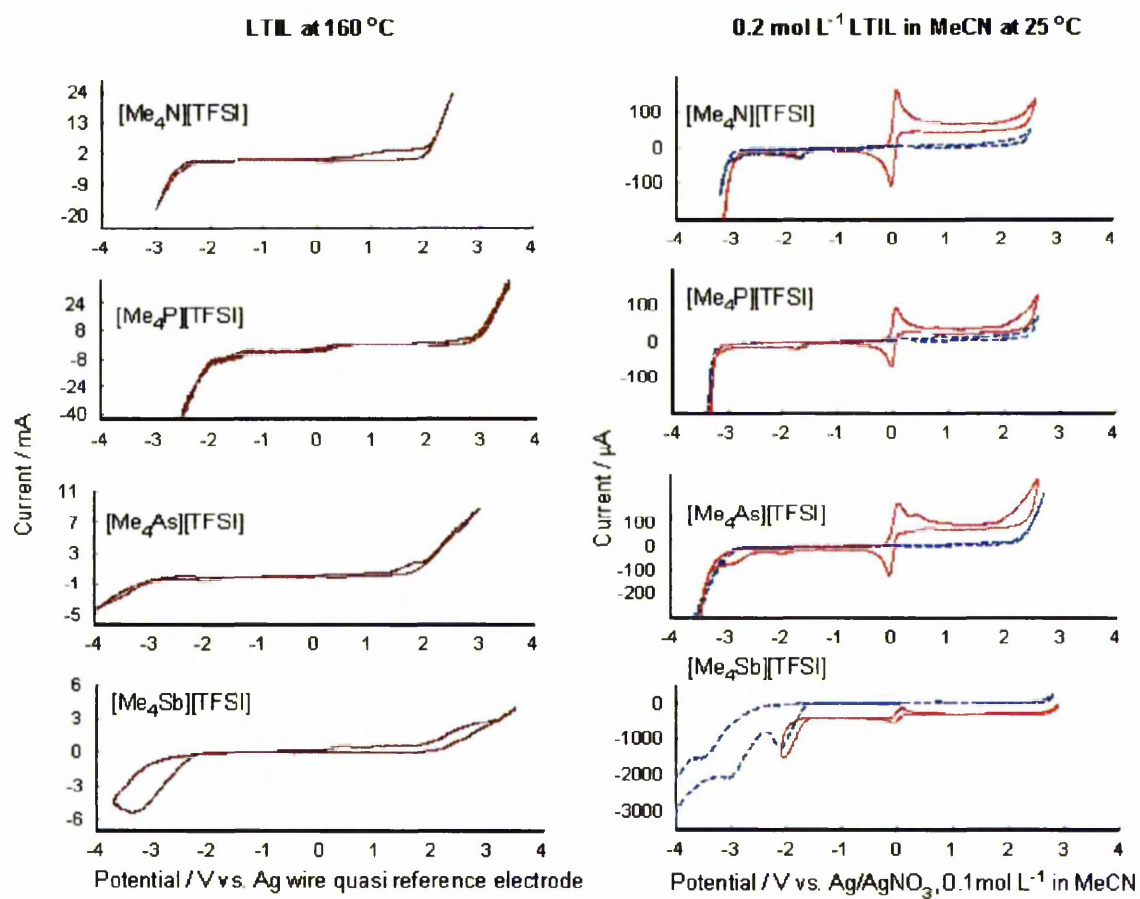 LTIL at 160 °C
0.2 mol L⁻¹ LTIL in MeCN at 25 °C
[Me₄N][TFSI]
24
13
2
-9
-20
-4 -3 -2 -1 0 1 2 3 4
[Me₄N][TFSI]
100
0
-100
-4 -3 -2 -1 0 1 2 3 4
[Me₄P][TFSI]
24
8
-8
-24
-40
-4 -3 -2 -1 0 1 2 3 4
[Me₄P][TFSI]
100
0
-100
-4 -3 -2 -1 0 1 2 3 4
Current / mA
[Me₄As][TFSI]
11
7
3
-1
-5
-4 -3 -2 -1 0 1 2 3 4
Current / µA
[Me₄As][TFSI]
100
0
-100
-200
-4 -3 -2 -1 0 1 2 3 4
[Me₄Sb][TFSI]
6
3
0
-3
-6
-4 -3 -2 -1 0 1 2 3 4
Potential / V vs. Ag wire quasi reference electrode
[Me₄Sb][TFSI]
0
-1000
-2000
-3000
-4 -3 -2 -1 0 1 2 3 4
Potential / V vs. Ag/AgNO₃, 0.1mol L⁻¹ in MeCN